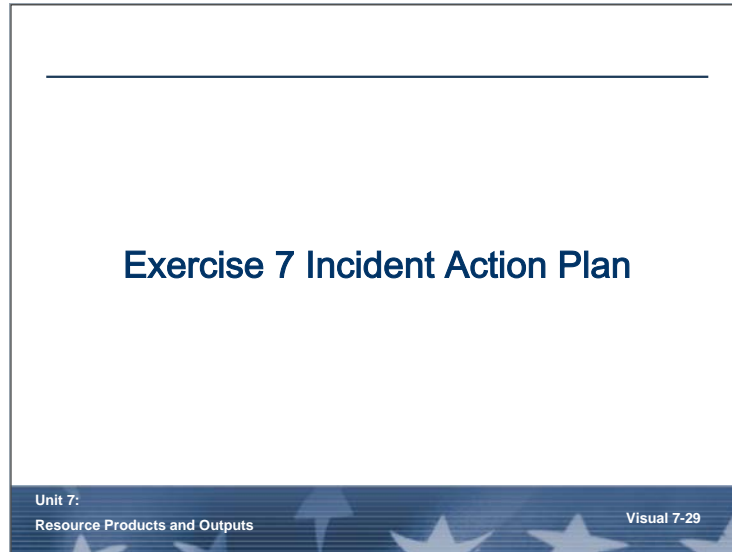 Exercise 7 Incident Action Plan
Unit 7:
Resource Products and Outputs
Visual 7-29